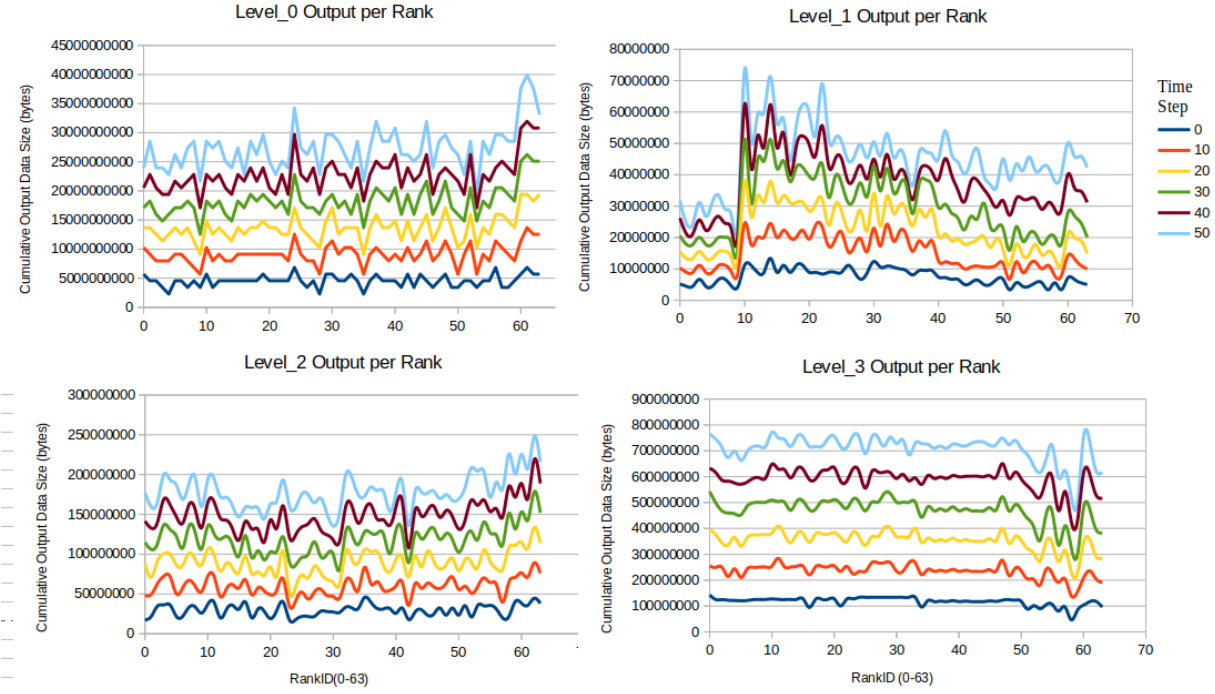 Level_0 Output per Rank
Cumulative Output Data Size (bytes)
45000000000
40000000000
35000000000
30000000000
25000000000
20000000000
15000000000
10000000000
5000000000
0
0 10 20 30 40 50 60
Level_1 Output per Rank
Cumulative Output Data Size (bytes)
80000000
70000000
60000000
50000000
40000000
30000000
20000000
10000000
0
0 10 20 30 40 50 60 70
Time
Step
0
10
20
30
40
50
Level_2 Output per Rank
Cumulative Output Data Size (bytes)
300000000
250000000
200000000
150000000
100000000
50000000
0
0 10 20 30 40 50 60
RankID(0-63)
Level_3 Output per Rank
Cumulative Output Data Size (bytes)
900000000
800000000
700000000
600000000
500000000
400000000
300000000
200000000
100000000
0
0 10 20 30 40 50 60 70
RankID (0-63)